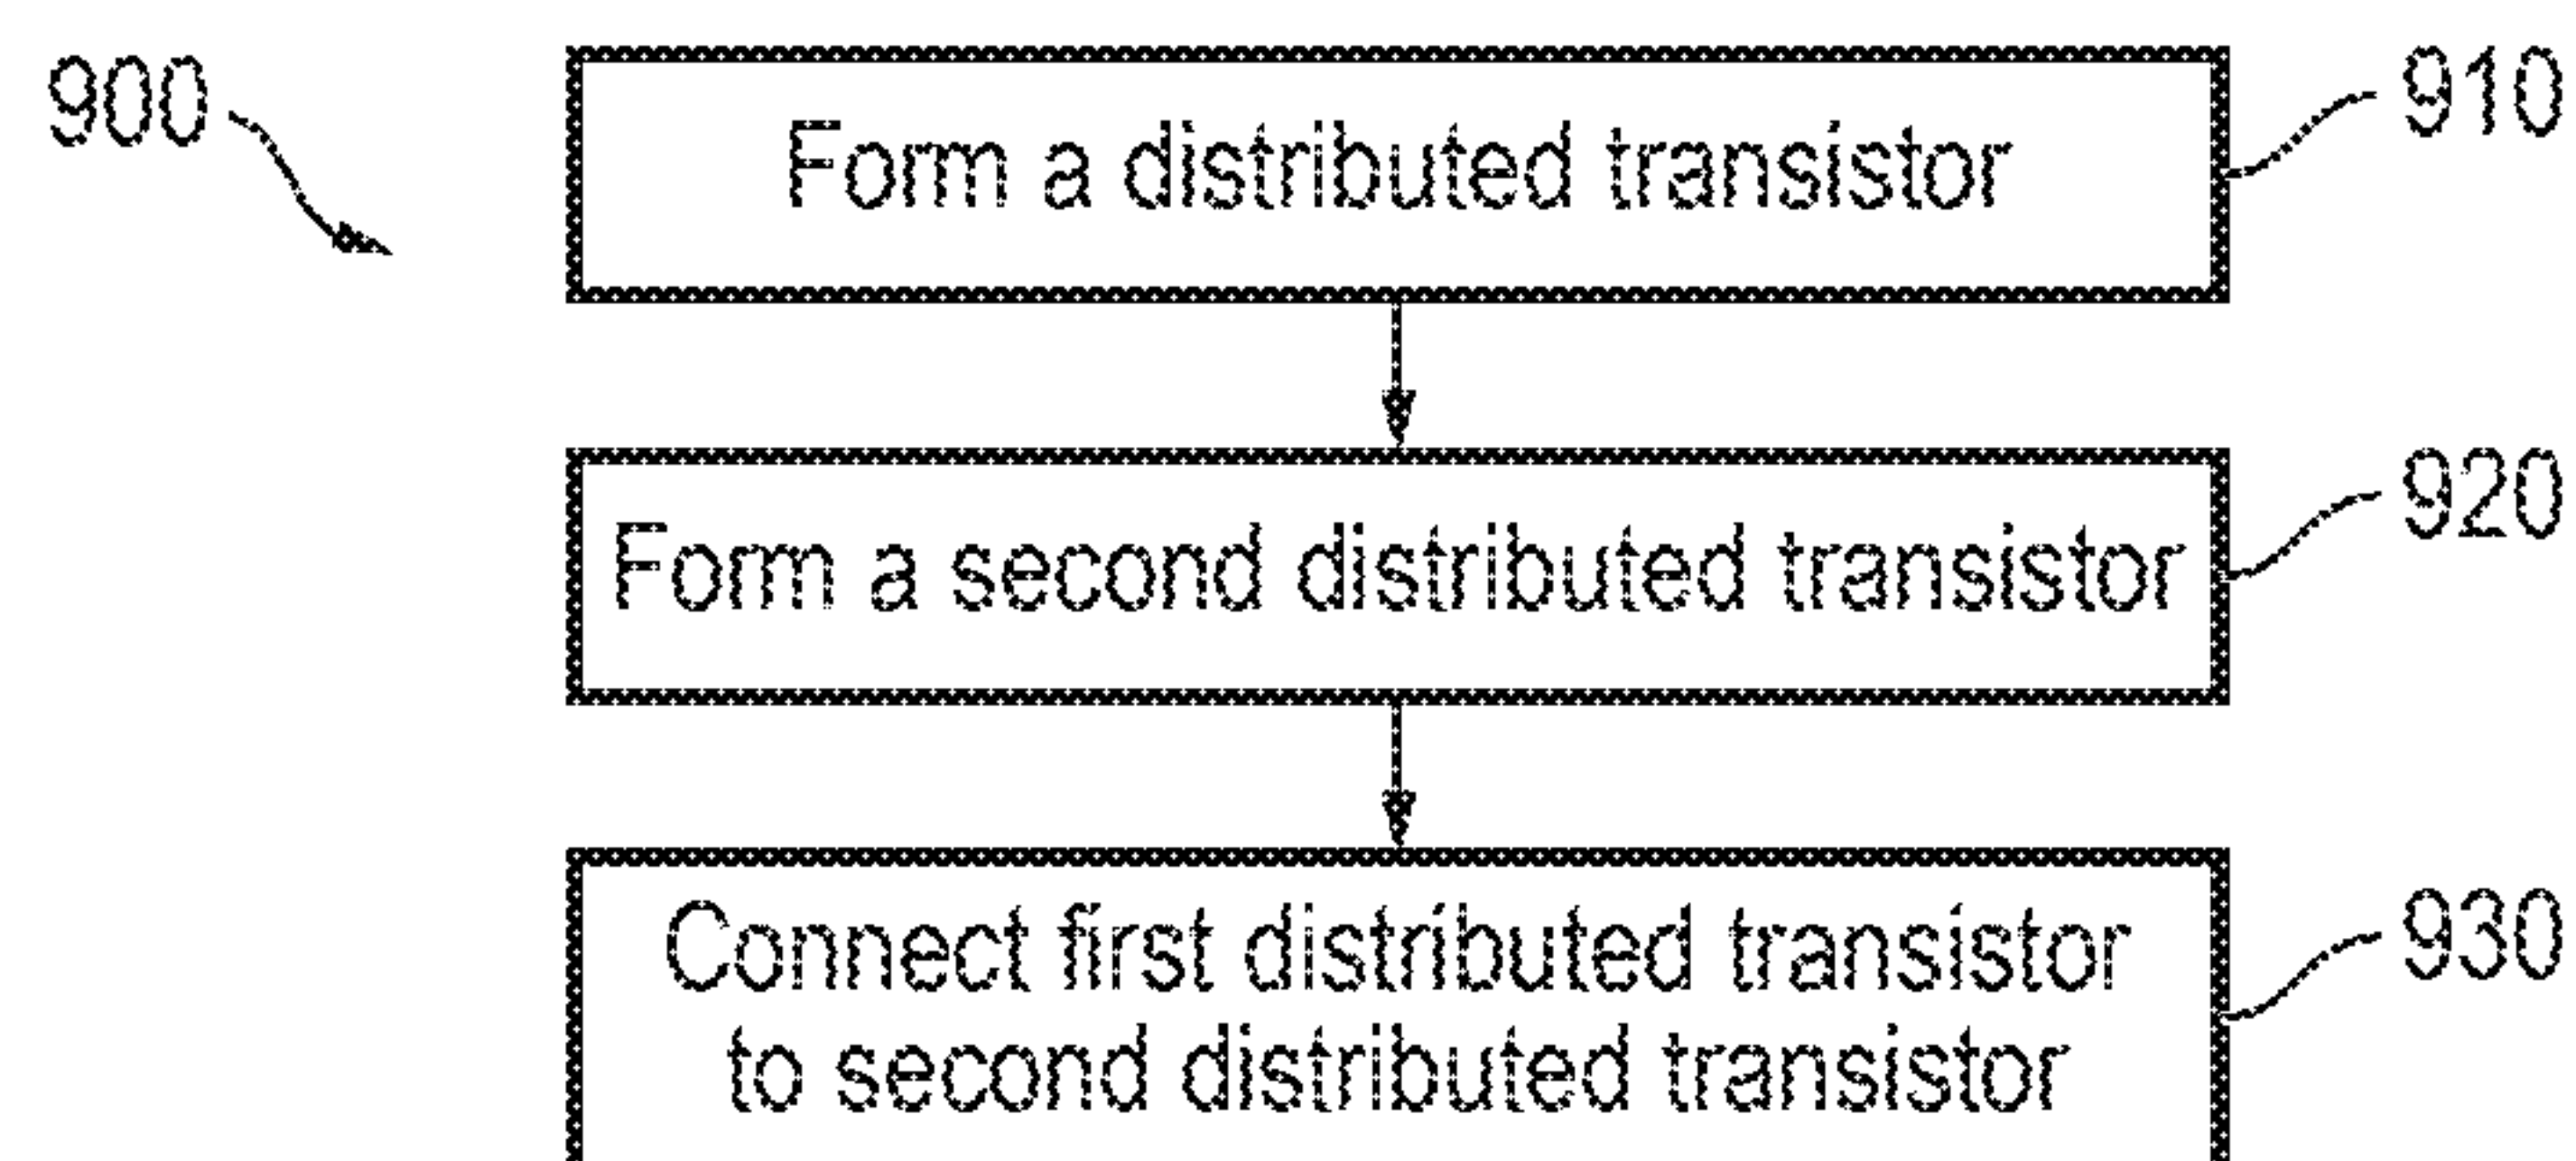 900
Form a distributed transistor
910
Form a second distributed transistor
920
Connect first distributed transistor
to second distributed transistor
930